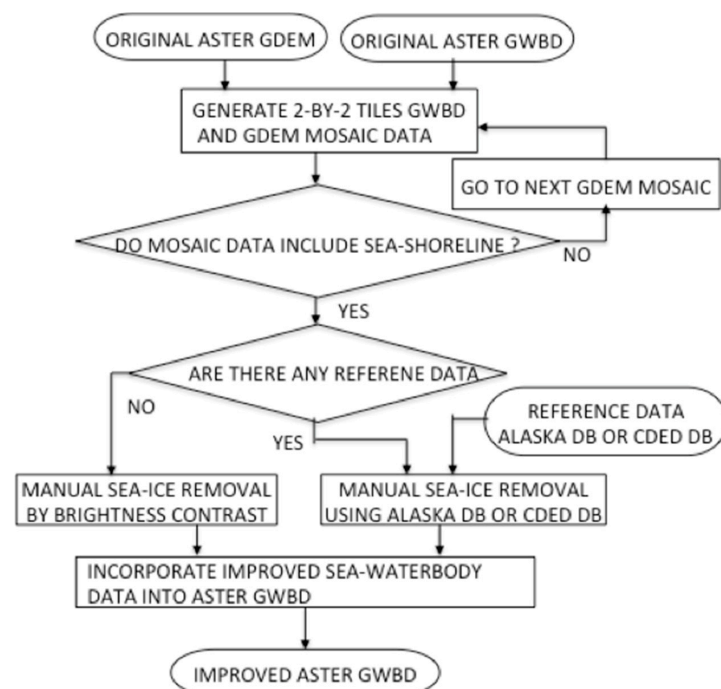 ORIGINAL ASTER GDEM
ORIGINAL ASTER GWBD
GENERATE 2-BY-2 TILES GWBD
AND GDEM MOSAIC DATA
GO TO NEXT GDEM MOSAIC
DO MOSAIC DATA INCLUDE SEA-SHORELINE ?
NO
YES
ARE THERE ANY REFERENE DATA
NO
YES
REFERENCE DATA
ALASKA DB OR CDED DB
MANUAL SEA-ICE REMOVAL
BY BRIGHTNESS CONTRAST
MANUAL SEA-ICE REMOVAL
USING ALASKA DB OR CDED DB
INCORPORATE IMPROVED SEA-WATERBODY
DATA INTO ASTER GWBD
IMPROVED ASTER GWBD